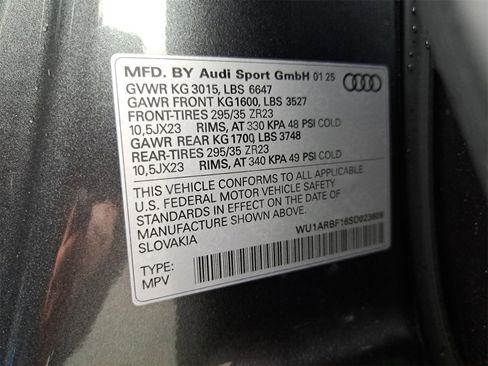 MFD. BY Audi Sport GmbH 01 25
GVWR KG 3015, LBS 6647
GAWR FRONT KG1600, LBS 3527
FRONT-TIRES 295/35 ZR23
10,5JX23 RIMS, AT 330 KPA 48 PSI COLD
GAWR REAR KG 1700, LBS 3748
REAR-TIRES 295/35 ZR23
10,5JX23 RIMS, AT 340 KPA 49 PSI COLD
THIS VEHICLE CONFORMS TO ALL APPLICABLE
U.S. FEDERAL MOTOR VEHICLE SAFETY
STANDARDS IN EFFECT ON THE DATE OF
MANUFACTURE SHOWN ABOVE.
SLOVAKIA
TYPE:
MPV